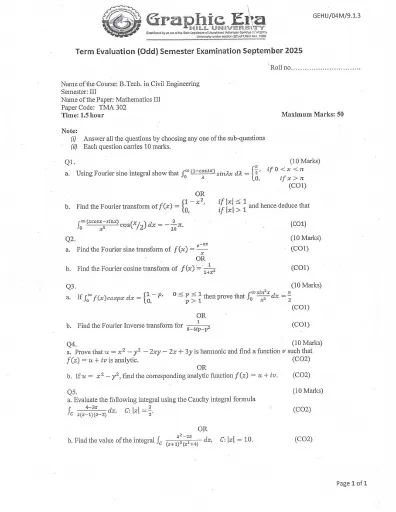 GEHU/04M/9.1.3
Graphic Era
HILL UNIVERSITY
Term Evaluation (Odd) Semester Examination September 2025
Roll no.................................
Name of the Course: B.Tech. in Civil Engineering
Semester: III
Name of the Paper: Mathematics III
Paper Code: TMA 302
Time: 1.5 hour Maximum Marks: 50
Note:
(i) Answer all the questions by choosing any one of the sub-questions
(ii) Each question carries 10 marks.
Q1. (10 Marks)
a. Using Fourier sine integral show that ∫₀^∞ (1-cosλπ)/λ sinλx dλ = {π/2, if 0 < x < π
0, if x > π
(CO1)
OR
b. Find the Fourier transform of f(x) = {1 − x², if |x| ≤ 1
0, if |x| > 1 and hence deduce that
∫₀^∞ (xcosx−sinx)/x³ cos(x/2) dx = −3/16 π. (CO1)
Q2. (10 Marks)
a. Find the Fourier sine transform of f(x) = e^(−ax)/x (CO1)
OR
b. Find the Fourier cosine transform of f(x) = 1/(1+x²) (CO1)
Q3. (10 Marks)
a. If ∫₀^∞ f(x)cospx dx = {1 − p, 0 ≤ p ≤ 1
0, p > 1 then prove that ∫₀^∞ sin²x/x² dx = π/2
(CO1)
OR
b. Find the Fourier Inverse transform for 1/(8−6ip−p²) (CO1)
Q4. (10 Marks)
a. Prove that u = x² − y² − 2xy − 2x + 3y is harmonic and find a function v such that
f(z) = u + iv is analytic. (CO2)
OR
b. If u = x² − y², find the corresponding analytic function f(z) = u + iv. (CO2)
Q5. (10 Marks)
a. Evaluate the following integral using the Cauchy integral formula
∫_C (4−3z)/(z(z−1)(z−2)) dz, C: |z| = 3/2. (CO2)
OR
b. Find the value of the integral ∫_C (z²−2z)/((z+1)²(z²+4)) dz, C: |z| = 10. (CO2)
Page 1 of 1